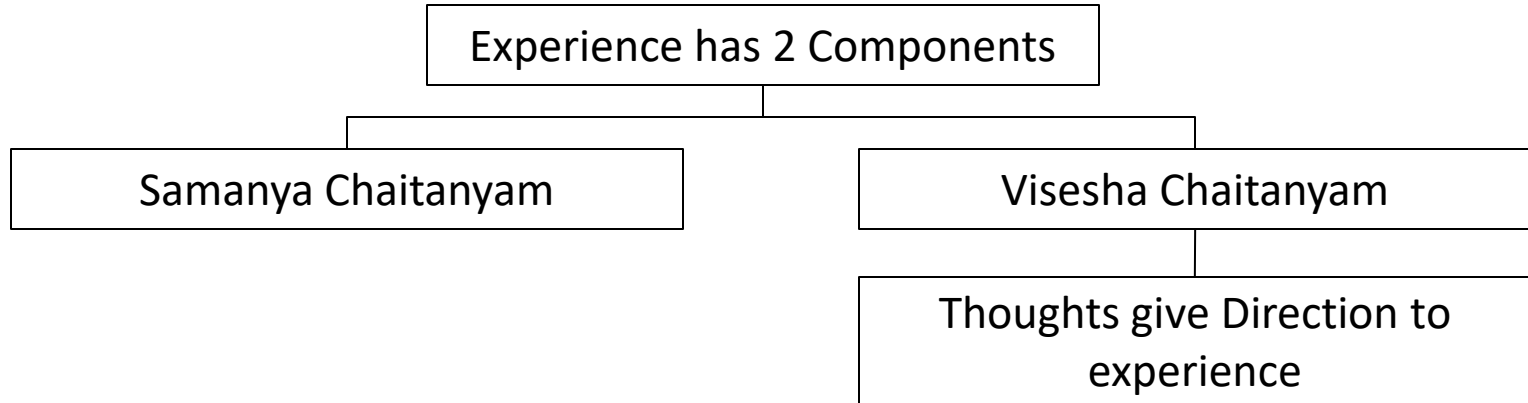 Experience has 2 Components
Samanya Chaitanyam
Visesha Chaitanyam
Thoughts give Direction to
experience